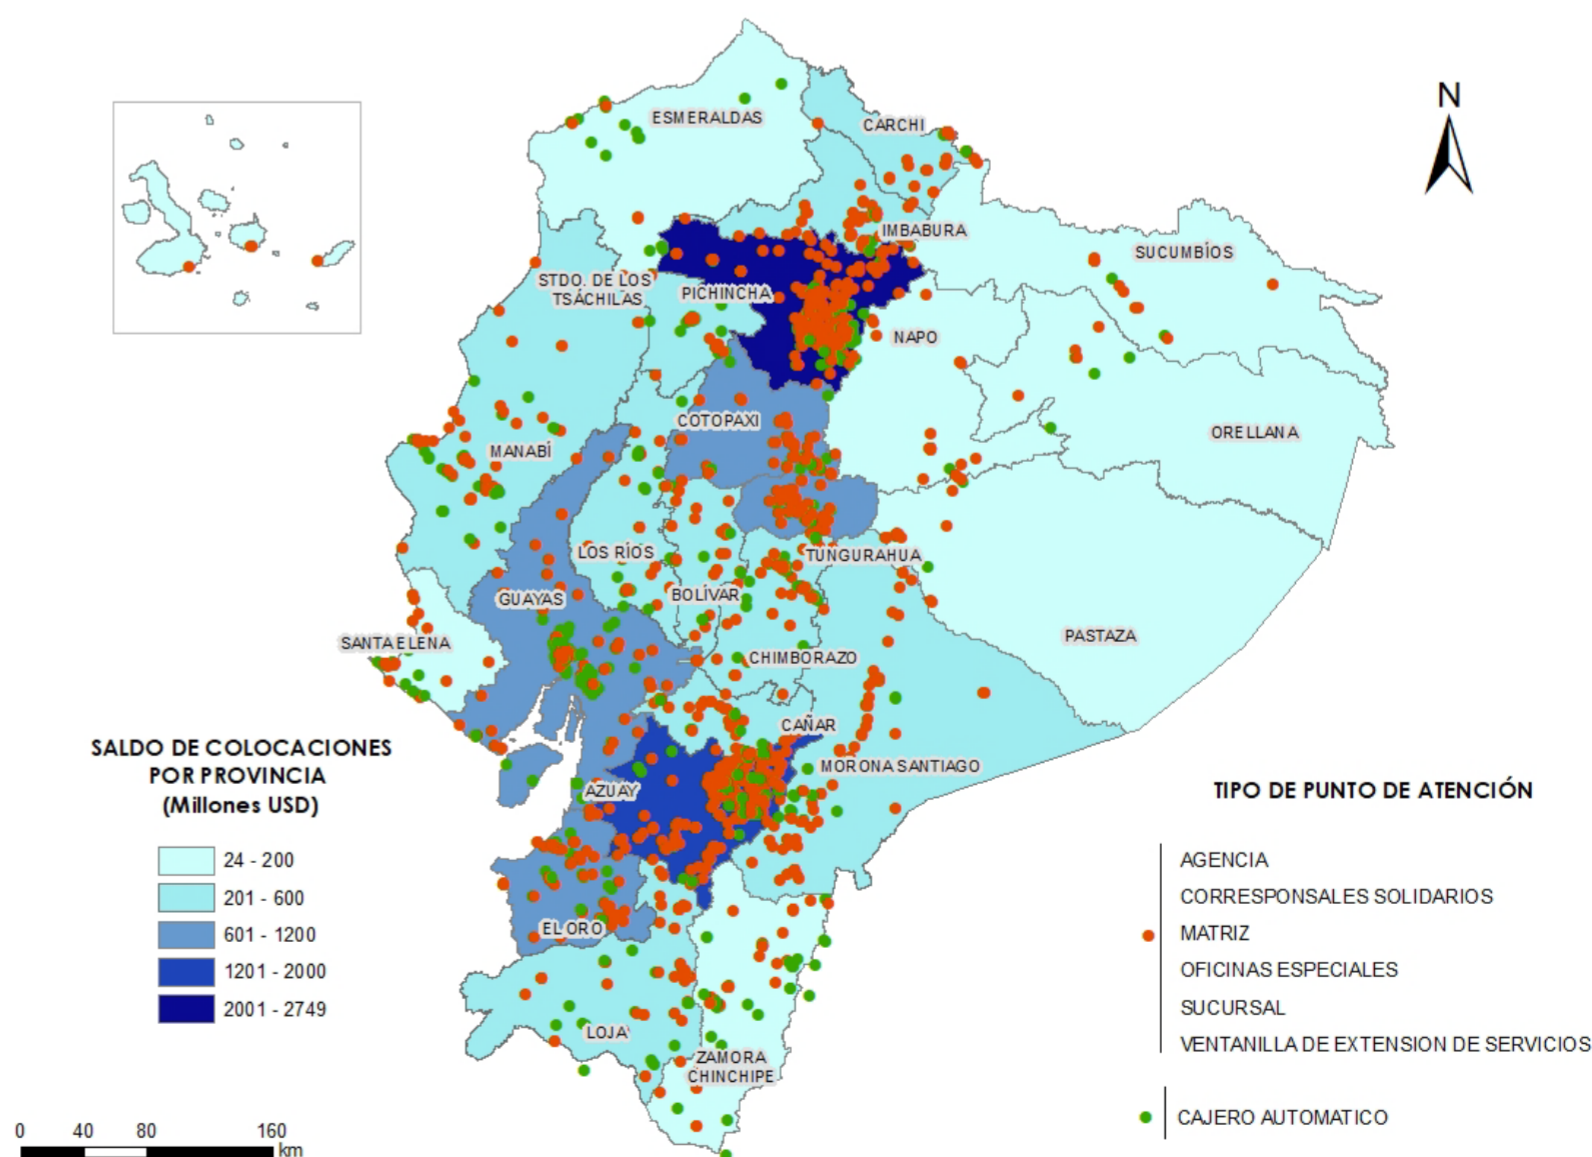 N
ESMERALDAS
CARCHI
IMBABURA
SUCUMBÍOS
STDO. DE LOS
TSÁCHILAS
PICHINCHA
NAPO
COTOPAXI
ORELLANA
MANABÍ
LOS RÍOS
TUNGURAHUA
GUAYAS
BOLÍVAR
SANTA ELENA
PASTAZA
CHIMBORAZO
CAÑAR
MORONA SANTIAGO
AZUAY
EL ORO
LOJA
ZAMORA
CHINCHIPE
SALDO DE COLOCACIONES
POR PROVINCIA
(Millones USD)
24 - 200
201 - 600
601 - 1200
1201 - 2000
2001 - 2749
TIPO DE PUNTO DE ATENCIÓN
AGENCIA
CORRESPONSALES SOLIDARIOS
MATRIZ
OFICINAS ESPECIALES
SUCURSAL
VENTANILLA DE EXTENSION DE SERVICIOS
CAJERO AUTOMATICO
0 40 80 160
km